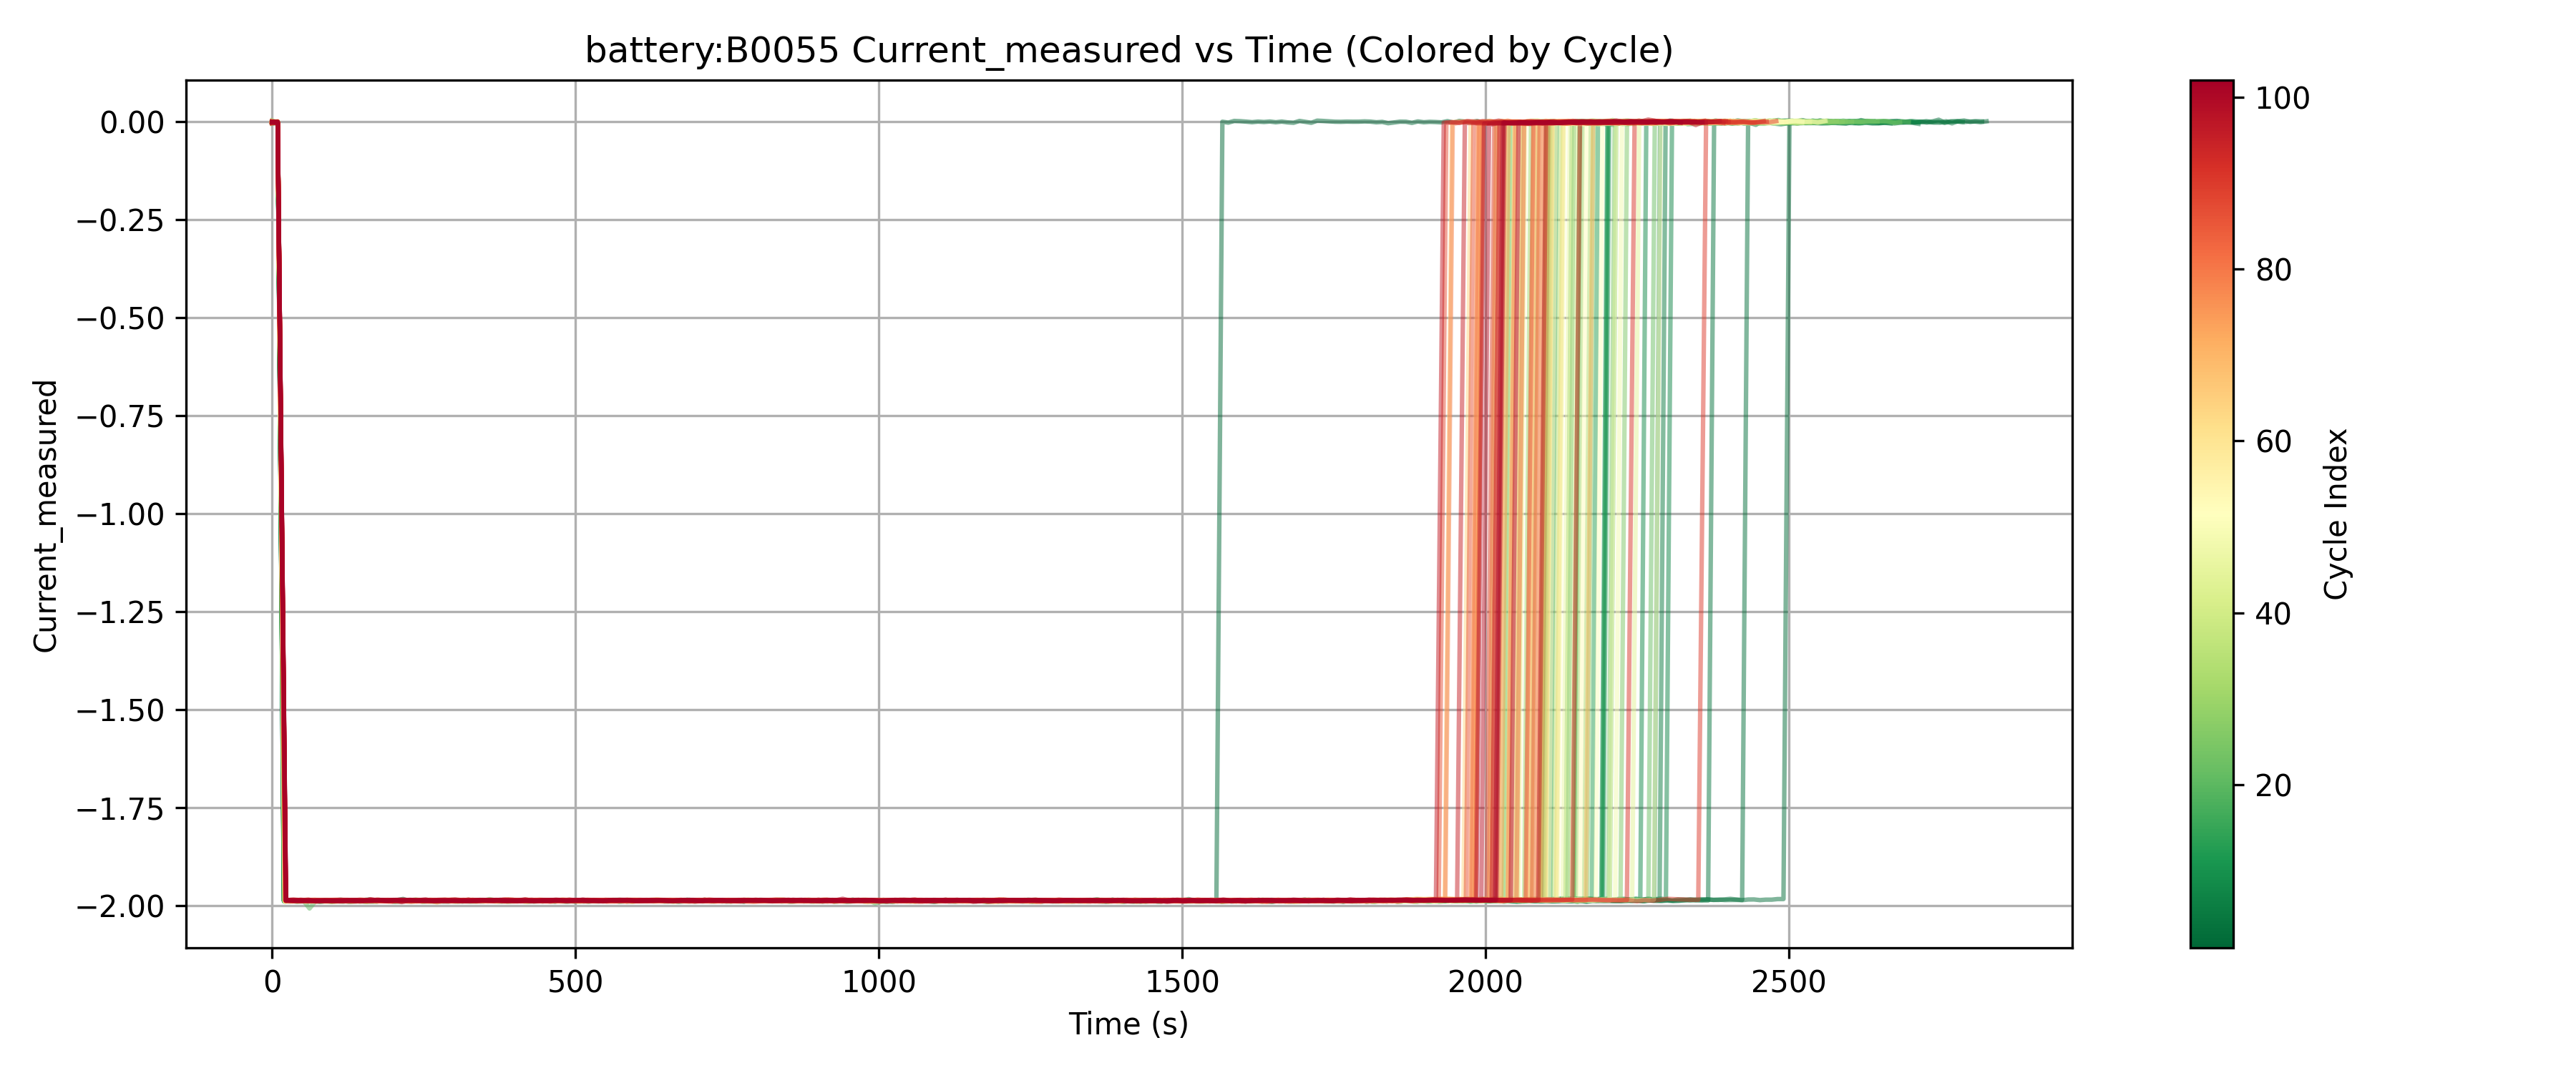 battery:B0055 Current_measured vs Time (Colored by Cycle)
Current_measured
0.00
−0.25
−0.50
−0.75
−1.00
−1.25
−1.50
−1.75
−2.00
0 500 1000 1500 2000 2500
Time (s)
100
80
60
40
20
Cycle Index